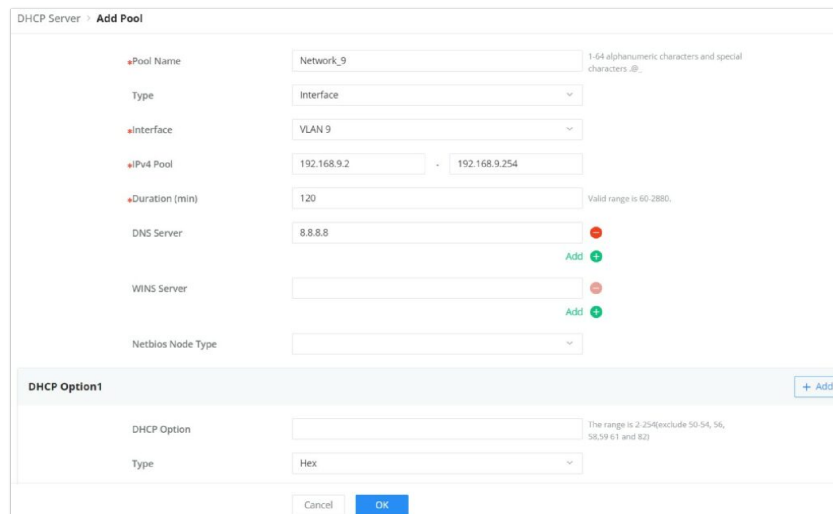 DHCP Server > Add Pool
*Pool Name Network_9 1-64 alphanumeric characters and special
characters ,@_
Type Interface
*Interface VLAN 9
*IPv4 Pool 192.168.9.2 - 192.168.9.254
*Duration (min) 120 Valid range is 60-2880.
DNS Server 8.8.8.8
Add
WINS Server
Add
Netbios Node Type
DHCP Option1 + Add
DHCP Option The range is 2-254(exclude 50-54, 56,
58,59 61 and 82)
Type Hex
Cancel OK